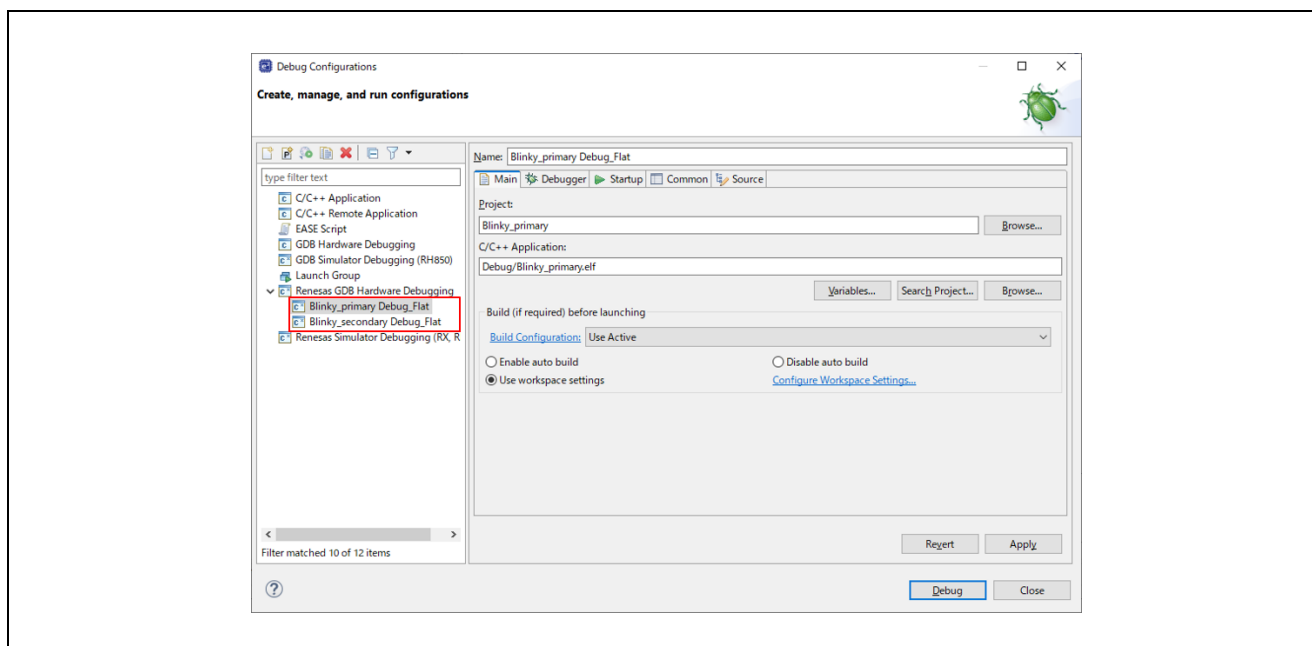 Debug Configurations
Create, manage, and run configurations
type filter text
C/C++ Application
C/C++ Remote Application
EASE Script
GDB Hardware Debugging
GDB Simulator Debugging (RH850)
Launch Group
Renesas GDB Hardware Debugging
Blinky_primary Debug_Flat
Blinky_secondary Debug_Flat
Renesas Simulator Debugging (RX, R
Filter matched 10 of 12 items
Name: Blinky_primary Debug_Flat
Main Debugger Startup Common Source
Project:
Blinky_primary Browse...
C/C++ Application:
Debug/Blinky_primary.elf
Variables... Search Project... Browse...
Build (if required) before launching
Build Configuration: Use Active
Enable auto build Disable auto build
Use workspace settings Configure Workspace Settings...
Revert Apply
Debug Close